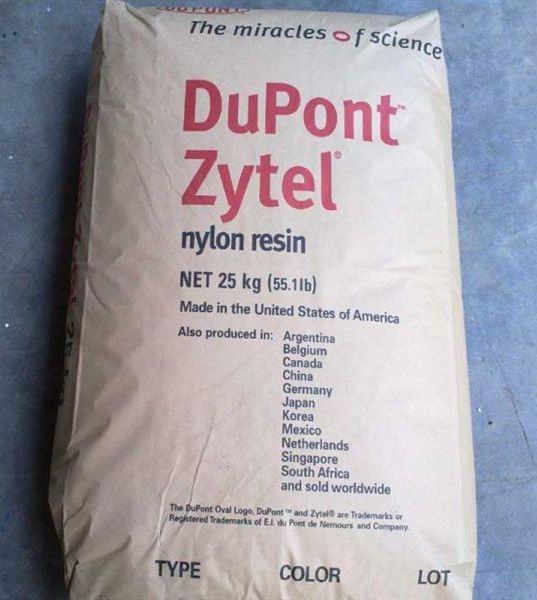 The miracles of science
DuPont™
Zytel®
nylon resin
NET 25 kg (55.1lb)
Made in the United States of America
Also produced in: Argentina
Belgium
Canada
China
Germany
Japan
Korea
Mexico
Netherlands
Singapore
South Africa
and sold worldwide
The DuPont Oval Logo, DuPont™ and Zytel® are Trademarks or
Registered Trademarks of E.I. du Pont de Nemours and Company.
TYPE COLOR LOT